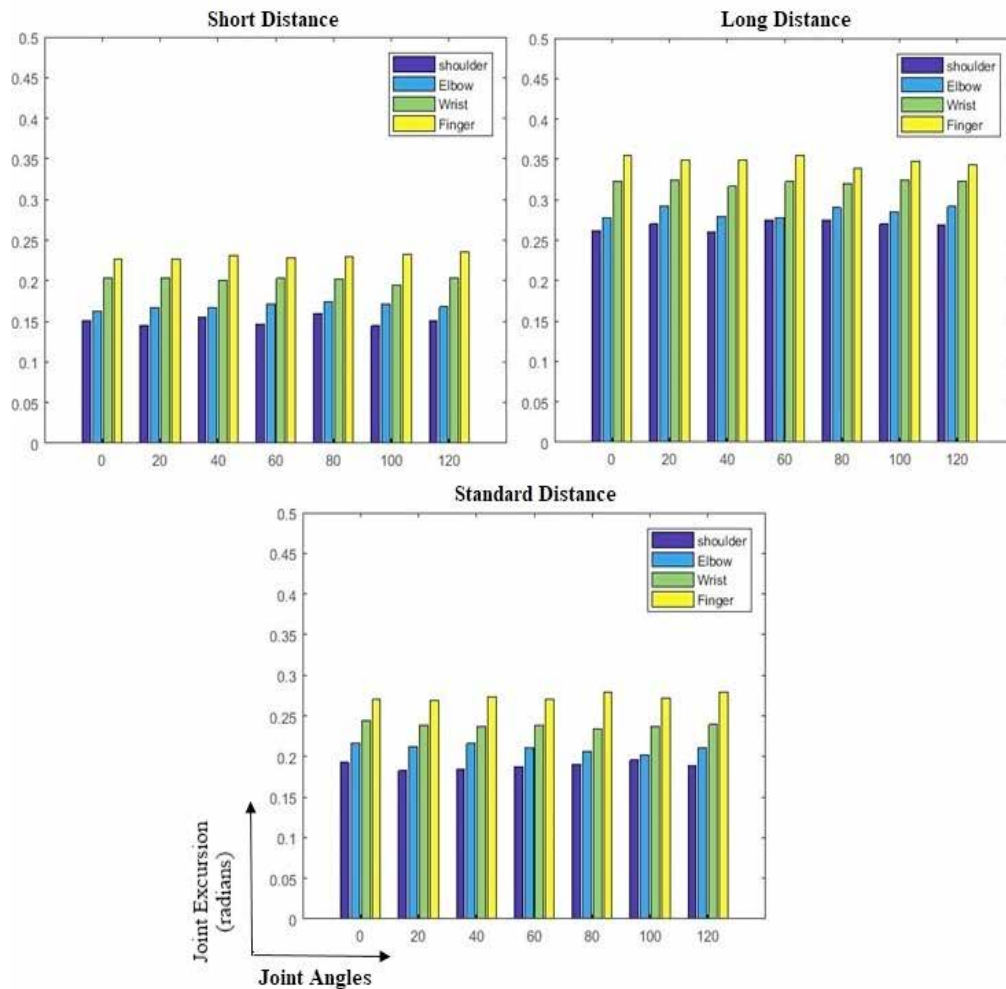 Short Distance
0.5
0.45
0.4
0.35
0.3
0.25
0.2
0.15
0.1
0.05
0
shoulder
Elbow
Wrist
Finger
0 20 40 60 80 100 120
Long Distance
0.5
0.45
0.4
0.35
0.3
0.25
0.2
0.15
0.1
0.05
0
shoulder
Elbow
Wrist
Finger
0 20 40 60 80 100 120
Standard Distance
0.5
0.45
0.4
0.35
0.3
0.25
0.2
0.15
0.1
0.05
0
shoulder
Elbow
Wrist
Finger
0 20 40 60 80 100 120
Joint Excursion
(radians)
Joint Angles